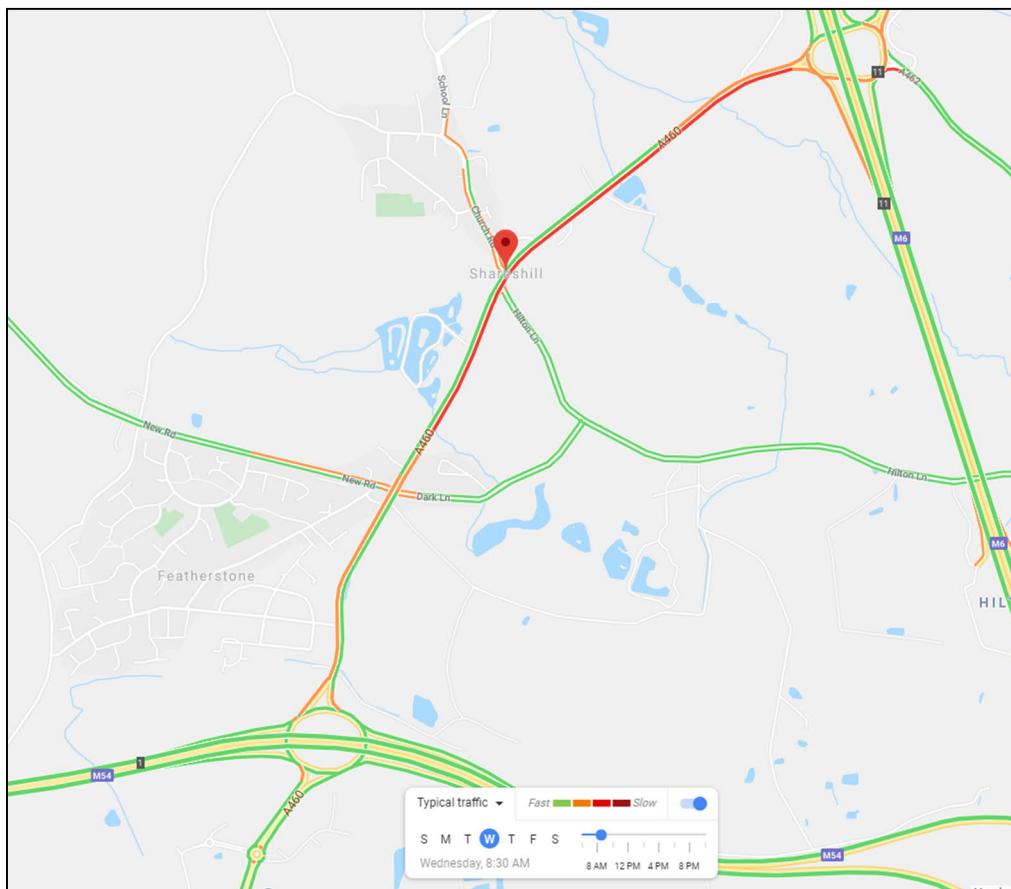 11
A462
School Ln
A460
11
M6
Church Rd
Shareshill
Hilton Ln
New Rd
A460
Hilton Ln
New Rd
Dark Ln
M6
Featherstone
HIL
1
M54
Typical traffic
Fast
Slow
A460
S M T W T F S
Wednesday, 8:30 AM
8 AM 12 PM 4 PM 8 PM
M54